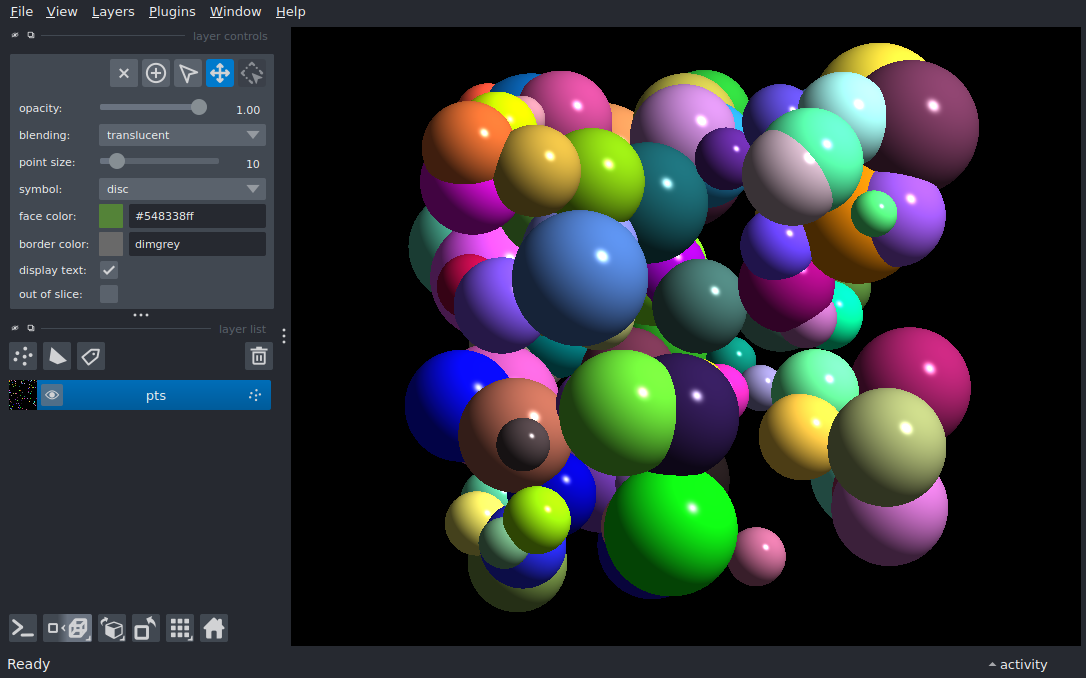 File View Layers Plugins Window Help
layer controls
opacity: 1.00
blending: translucent
point size: 10
symbol: disc
face color: #548338ff
border color: dimgrey
display text:
out of slice:
layer list
pts
Ready
activity